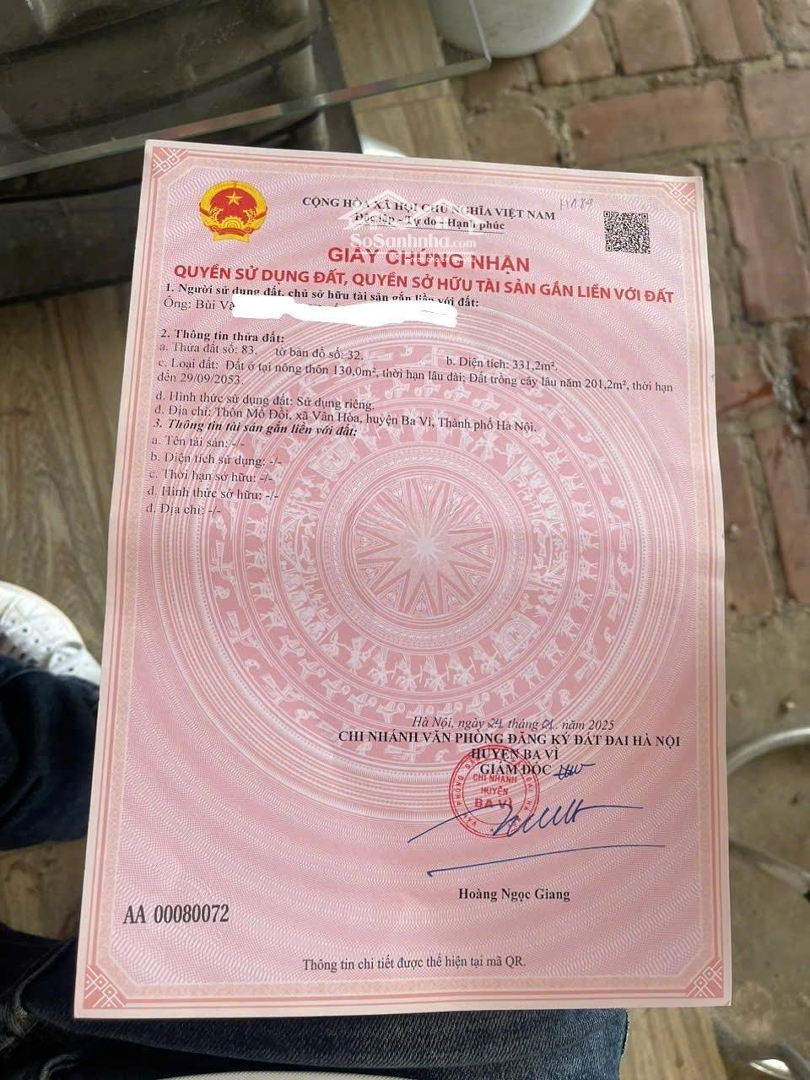 CỘNG HÒA XÃ HỘI CHỦ NGHĨA VIỆT NAM
Độc lập - Tự do - Hạnh phúc
SoSanhnha.com
GIẤY CHỨNG NHẬN
QUYỀN SỬ DỤNG ĐẤT, QUYỀN SỞ HỮU TÀI SẢN GẮN LIỀN VỚI ĐẤT
1. Người sử dụng đất, chủ sở hữu tài sản gắn liền với đất:
Ông: Bùi
2. Thông tin thửa đất:
a. Thửa đất số: 83. tờ bản đồ số: 32. b. Diện tích: 331,2m².
c. Loại đất: Đất ở tại nông thôn 130,0m², thời hạn lâu dài; Đất trồng cây lâu năm 201,2m², thời hạn
đến 29/09/2053.
d. Hình thức sử dụng đất: Sử dụng riêng.
đ. Địa chỉ: Thôn Mồ Đồi, xã Vân Hòa, huyện Ba Vì, Thành phố Hà Nội.
3. Thông tin tài sản gắn liền với đất:
a. Tên tài sản: -/-
b. Diện tích sử dụng: -/-
c. Thời hạn sở hữu: -/-
d. Hình thức sở hữu: -/-
đ. Địa chỉ: -/-
Hà Nội, ngày 24 tháng 01 năm 2025
CHI NHÁNH VĂN PHÒNG ĐĂNG KÝ ĐẤT ĐAI HÀ NỘI
HUYỆN BA VÌ
GIÁM ĐỐC
CHI NHÁNH
HUYỆN
BA VÌ
Hoàng Ngọc Giang
AA 00080072
Thông tin chi tiết được thể hiện tại mã QR.